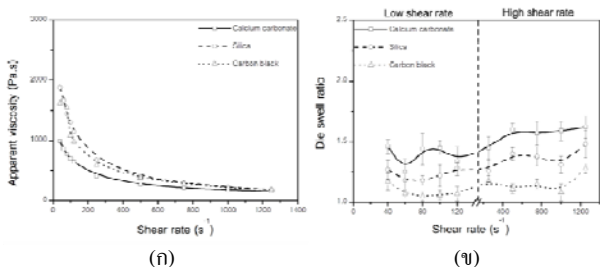 3000
2000
1000
0
0 200 400 600 800 1000 1200 1400
Apparent viscosity (Pa.s)
Shear rate (s⁻¹)
Calcium carbonate
Silica
Carbon black
(ก)
Low shear rate
High shear rate
Calcium carbonate
Silica
Carbon black
2.5
2.0
1.5
1.0
40 80 120 400 800 1200
Die swell ratio
Shear rate (s⁻¹)
(ข)